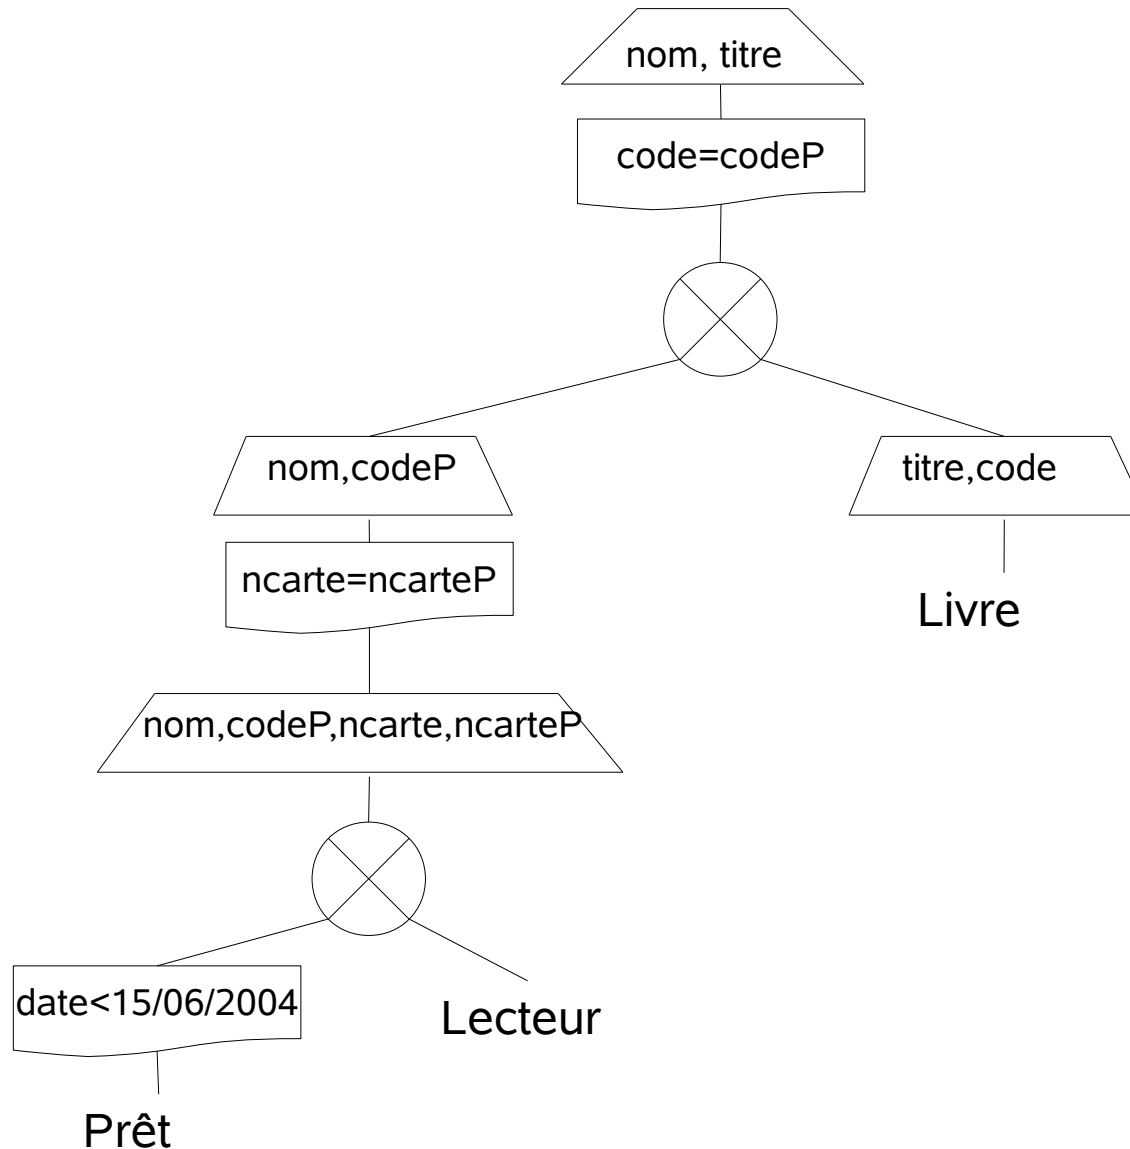 nom, titre
code=codeP
nom,codeP
titre,code
ncarte=ncarteP
Livre
nom,codeP,ncarte,ncarteP
date<15/06/2004
Lecteur
Prêt